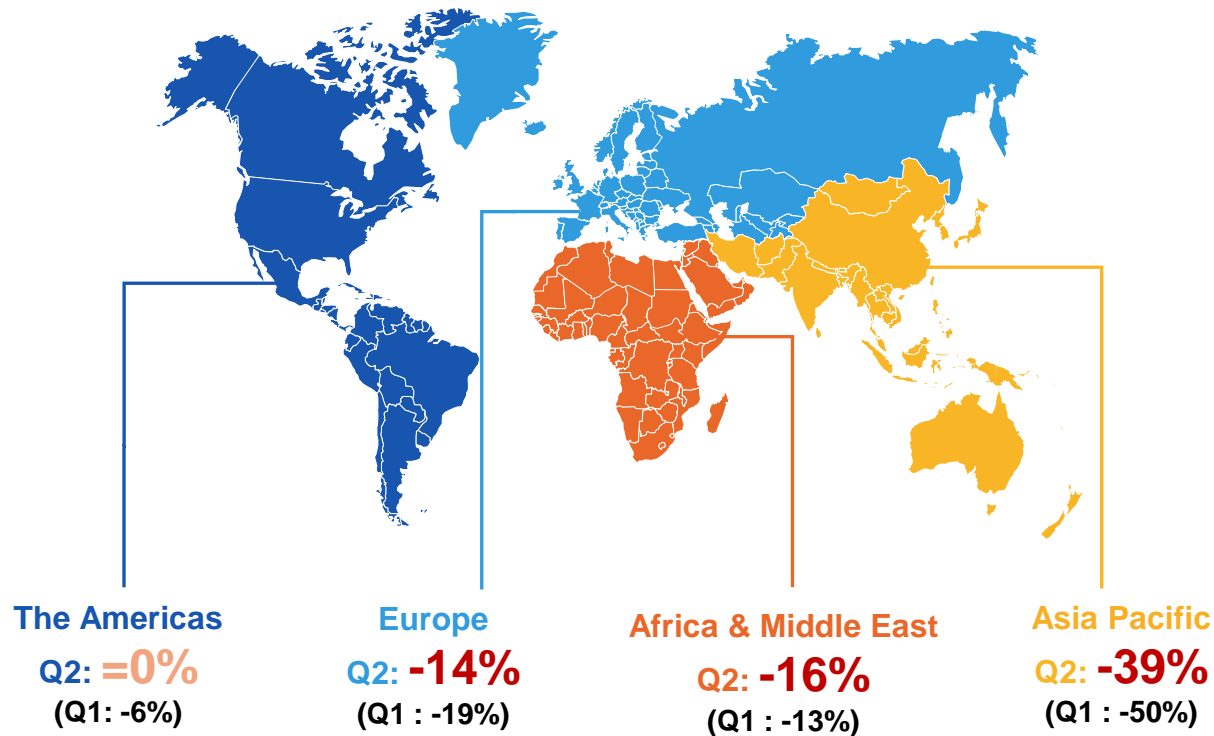 The Americas
Q2: =0%
(Q1: -6%)
Europe
Q2: -14%
(Q1 : -19%)
Africa & Middle East
Q2: -16%
(Q1 : -13%)
Asia Pacific
Q2: -39%
(Q1 : -50%)